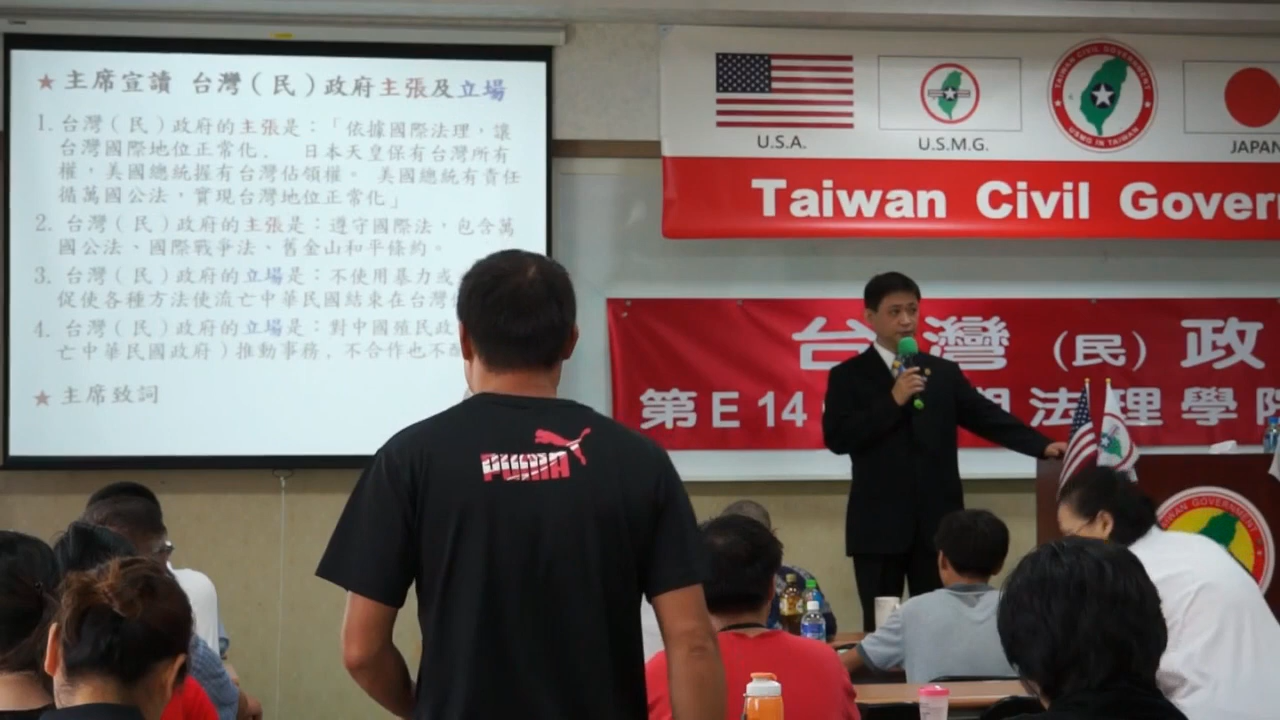 ★ 主席宣讀 台灣(民)政府主張及立場
1. 台灣(民)政府的主張是:「依據國際法理,讓
台灣國際地位正常化. 日本天皇保有台灣所有
權,美國總統握有台灣佔領權。 美國總統有責任
循萬國公法,實現台灣地位正常化」
2. 台灣(民)政府的主張是:遵守國際法,包含萬
國公法、國際戰爭法、舊金山和平條約。
3. 台灣(民)政府的立場是:不使用暴力或
促使各種方法使流亡中華民國結束在台灣
4. 台灣(民)政府的立場是:對中國殖民政
亡中華民國政府)推動事務,不合作也不
★ 主席致詞
U.S.A.
U.S.M.G.
TAIWAN CIVIL GOVERNMENT
USMG IN TAIWAN
JAPAN
Taiwan Civil Gover
台灣(民)政
第E14 法理學
PUMA
TAIWAN GOVERNMENT